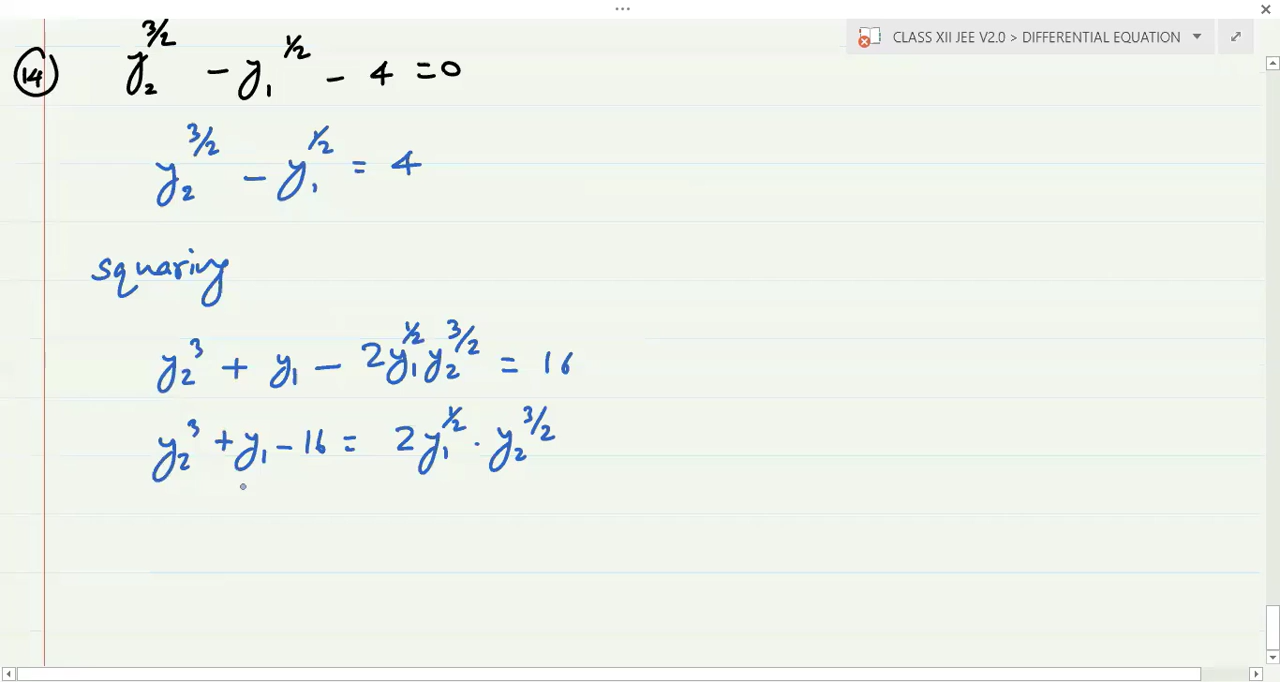 CLASS XII JEE V2.0 > DIFFERENTIAL EQUATION
14 y₂^3/2 - y₁^1/2 - 4 = 0
y₂^3/2 - y₁^1/2 = 4
squaring
y₂³ + y₁ - 2y₁^1/2 y₂^3/2 = 16
y₂³ + y₁ - 16 = 2y₁^1/2 · y₂^3/2